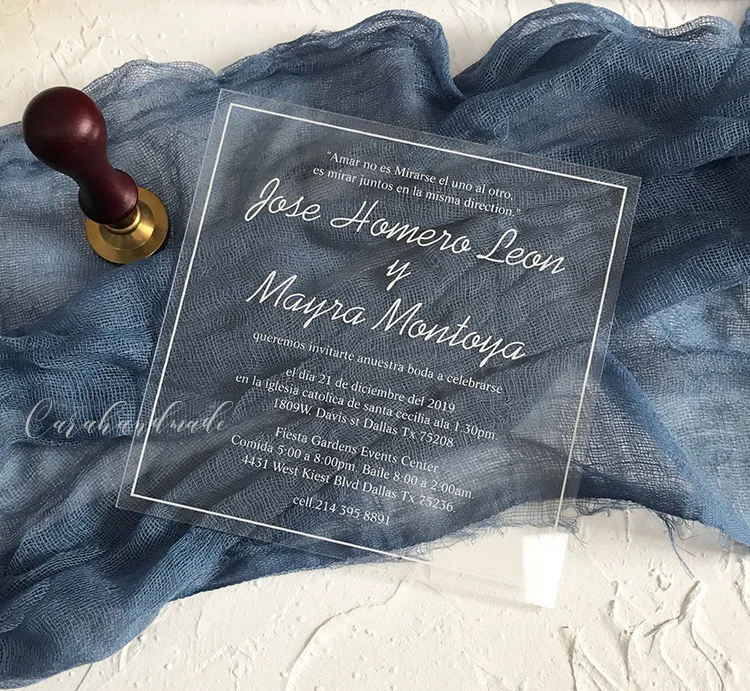 "Amar no es Mirarse el uno al otro,
es mirar juntos en la misma direction."
Jose Homero Leon
y
Mayra Montoya
queremos invitarte anuestra boda a celebrarse
el dia 21 de diciembre del 2019
en la iglesia catolica de santa cecilia ala 1:30pm.
1809W. Davis st Dallas Tx 75208
Fiesta Gardens Events Center
Comida 5:00 a 8:00pm. Baile 8:00 a 2:00am.
4431 West Kiest Blvd Dallas Tx 75236.
cell.214 395 8891
Carahandmade